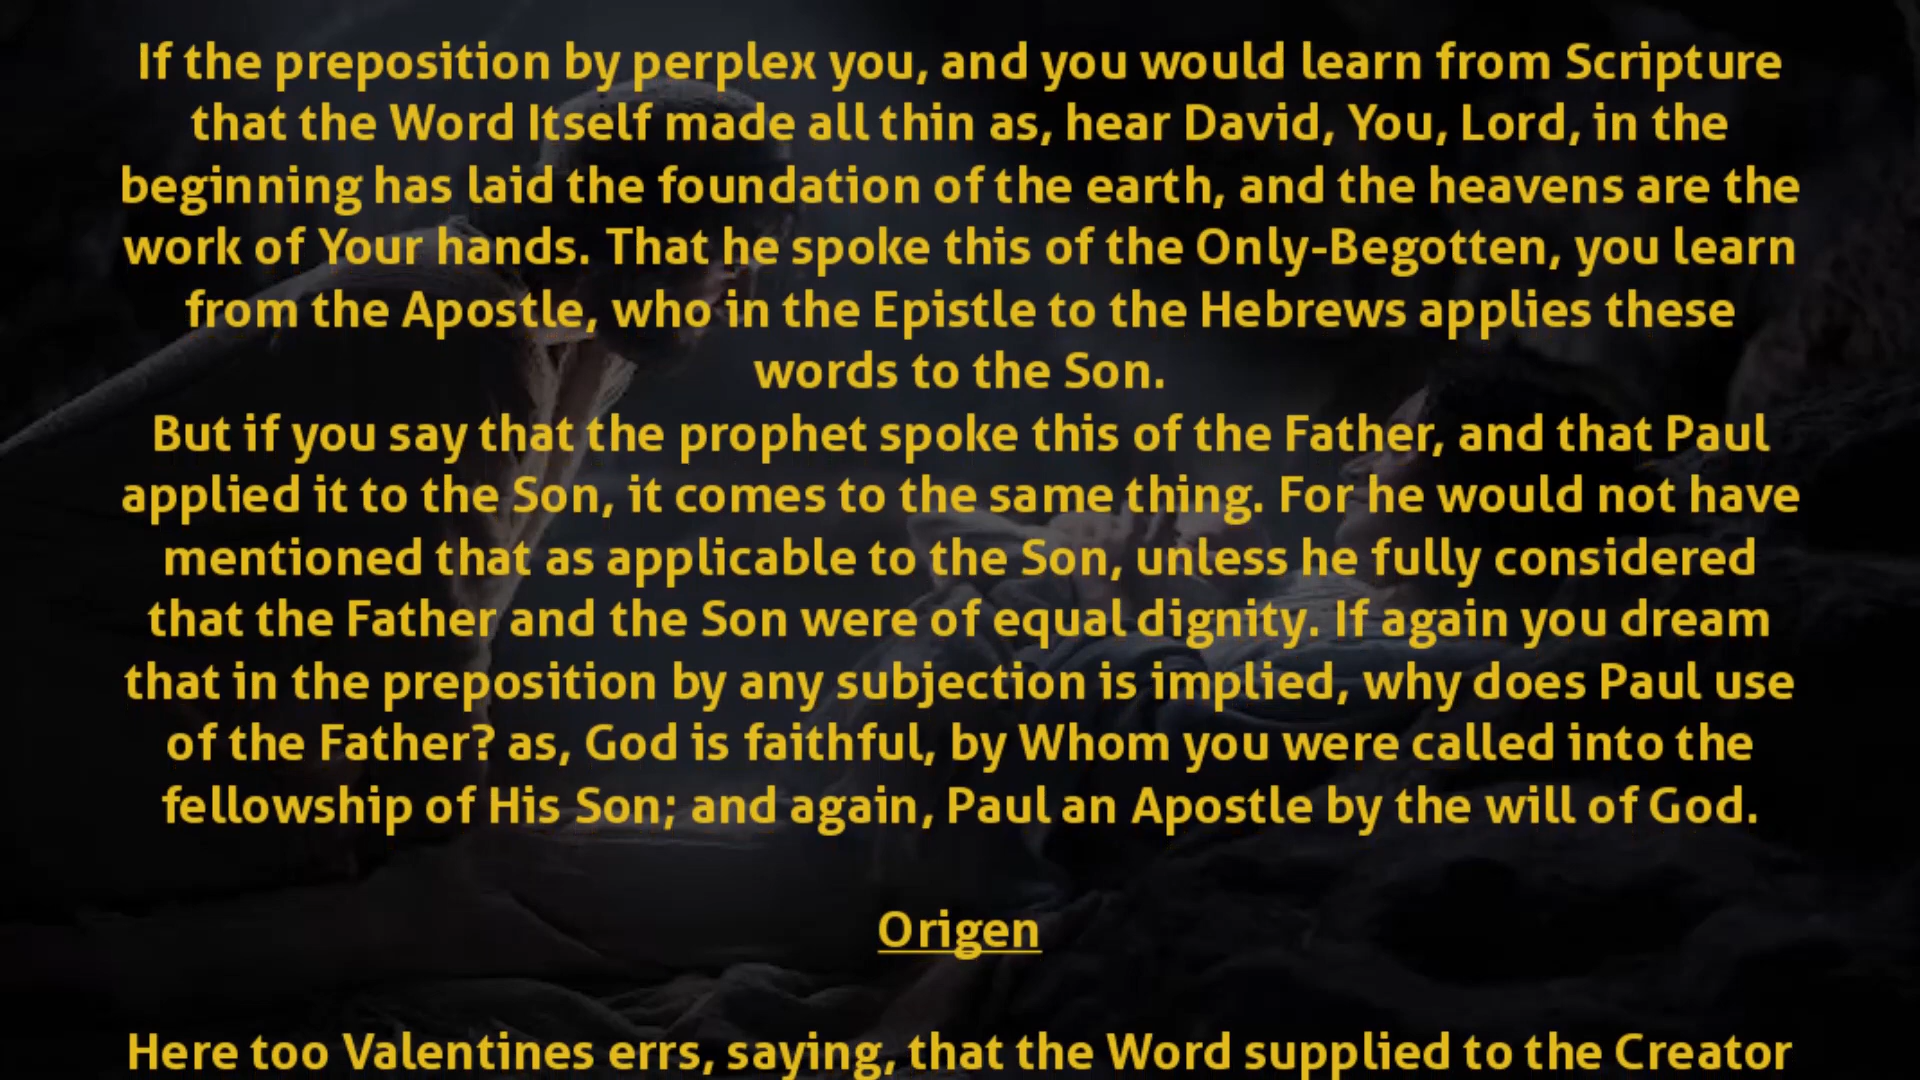 If the preposition by perplex you, and you would learn from Scripture
that the Word Itself made all thin as, hear David, You, Lord, in the
beginning has laid the foundation of the earth, and the heavens are the
work of Your hands. That he spoke this of the Only-Begotten, you learn
from the Apostle, who in the Epistle to the Hebrews applies these
words to the Son.
But if you say that the prophet spoke this of the Father, and that Paul
applied it to the Son, it comes to the same thing. For he would not have
mentioned that as applicable to the Son, unless he fully considered
that the Father and the Son were of equal dignity. If again you dream
that in the preposition by any subjection is implied, why does Paul use
of the Father? as, God is faithful, by Whom you were called into the
fellowship of His Son; and again, Paul an Apostle by the will of God.
Origen
Here too Valentines errs, saying, that the Word supplied to the Creator